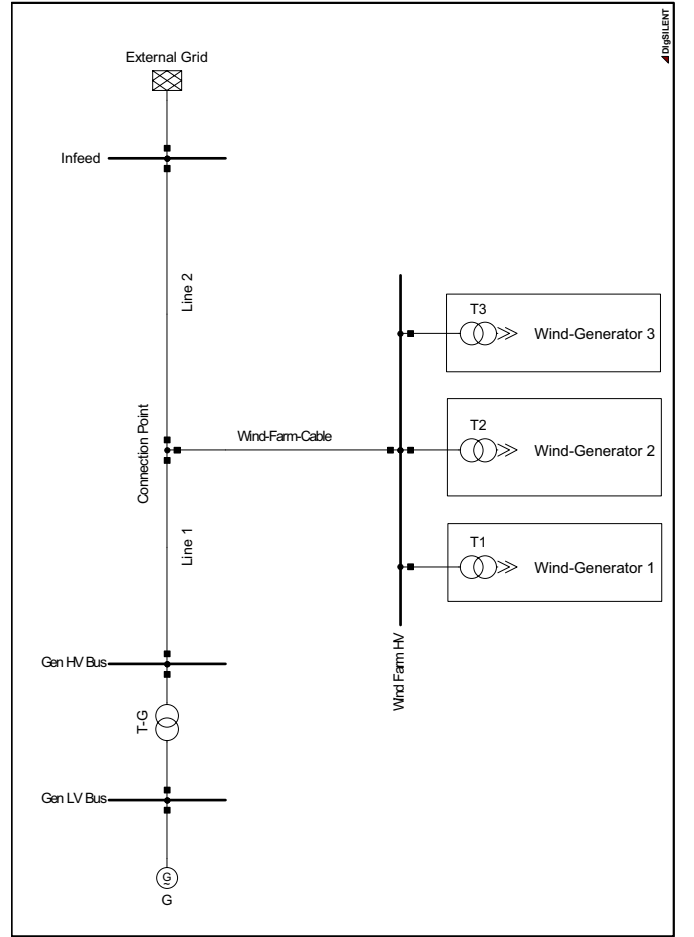 DIgSILENT
External Grid
Infeed
Line 2
T3
Wind-Generator 3
Connection Point
Wind-Farm-Cable
T2
Wind-Generator 2
Line 1
T1
Wind-Generator 1
Gen HV Bus
Wind Farm HV
T-G
Gen LV Bus
G
~
G